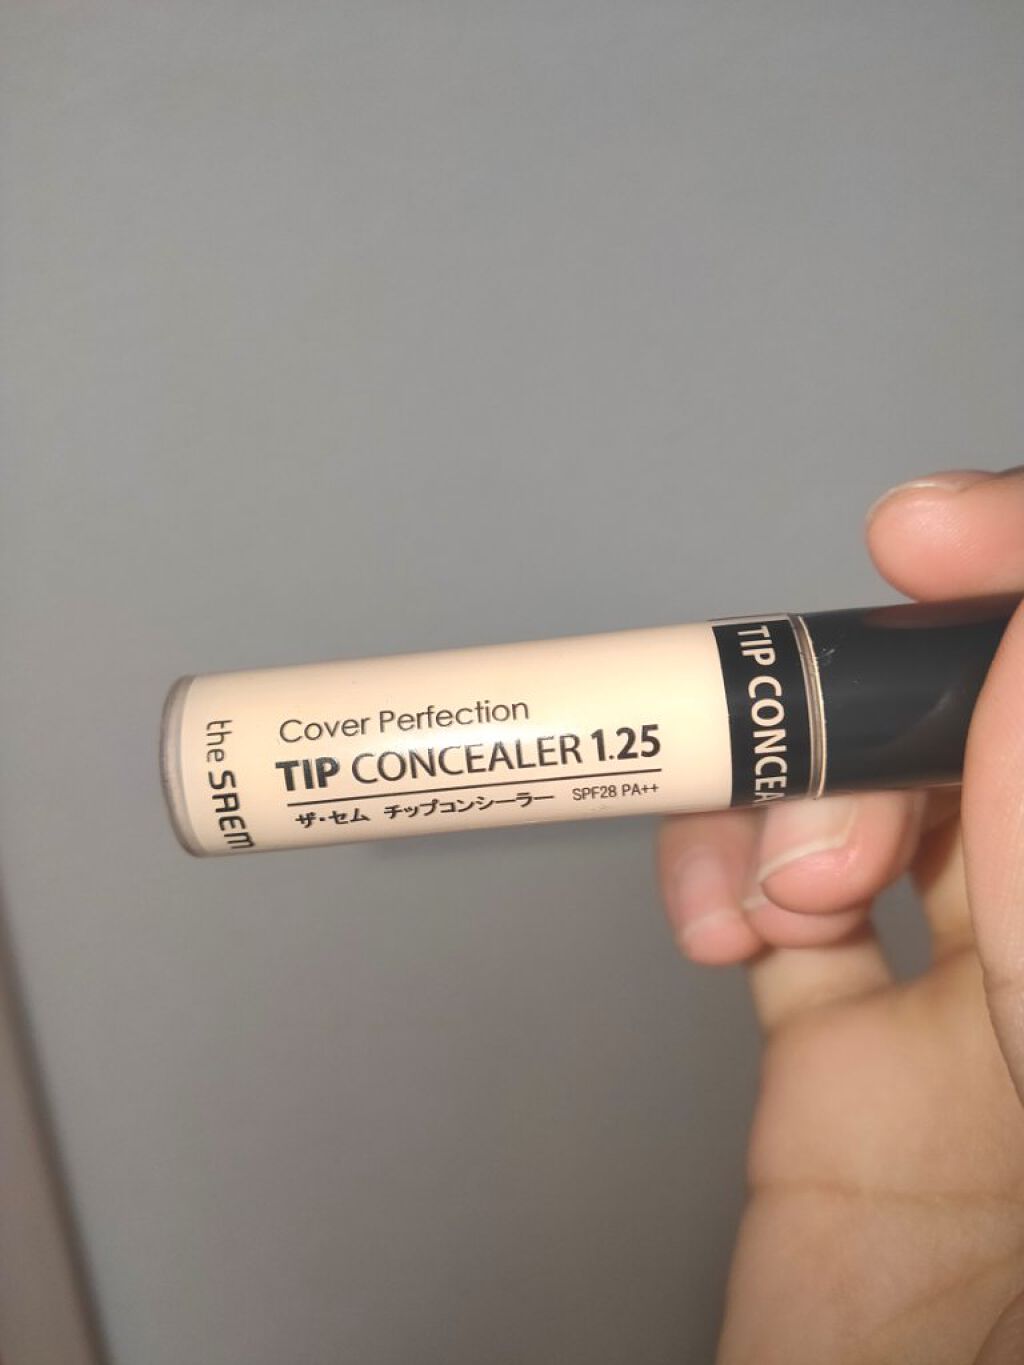 the SAEM
Cover Perfection
TIP CONCEALER 1.25
ザ・セム チップコンシーラー SPF28 PA++
TIP CONCEA